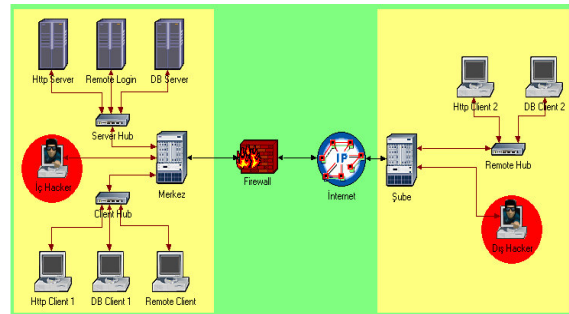 Http Server
Remote Login
DB Server
Server Hub
İç Hacker
Merkez
Client Hub
Http Client 1
DB Client 1
Remote Client
Firewall
IP
İnternet
Şube
Http Client 2
DB Client 2
Remote Hub
Dış Hacker